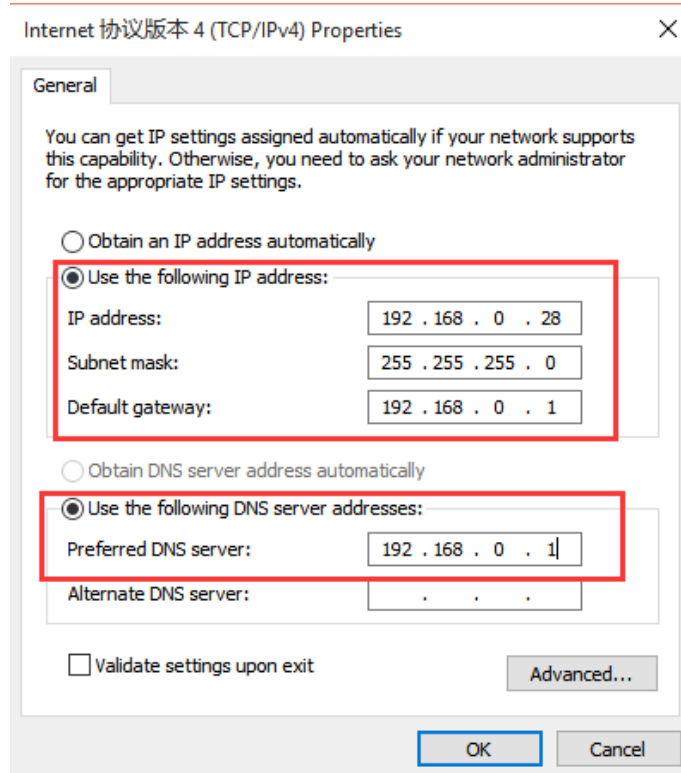 Internet 协议版本 4 (TCP/IPv4) Properties
General
You can get IP settings assigned automatically if your network supports
this capability. Otherwise, you need to ask your network administrator
for the appropriate IP settings.
Obtain an IP address automatically
Use the following IP address:
IP address: 192 . 168 . 0 . 28
Subnet mask: 255 . 255 . 255 . 0
Default gateway: 192 . 168 . 0 . 1
Obtain DNS server address automatically
Use the following DNS server addresses:
Preferred DNS server: 192 . 168 . 0 . 1
Alternate DNS server: . . .
Validate settings upon exit
Advanced...
OK Cancel